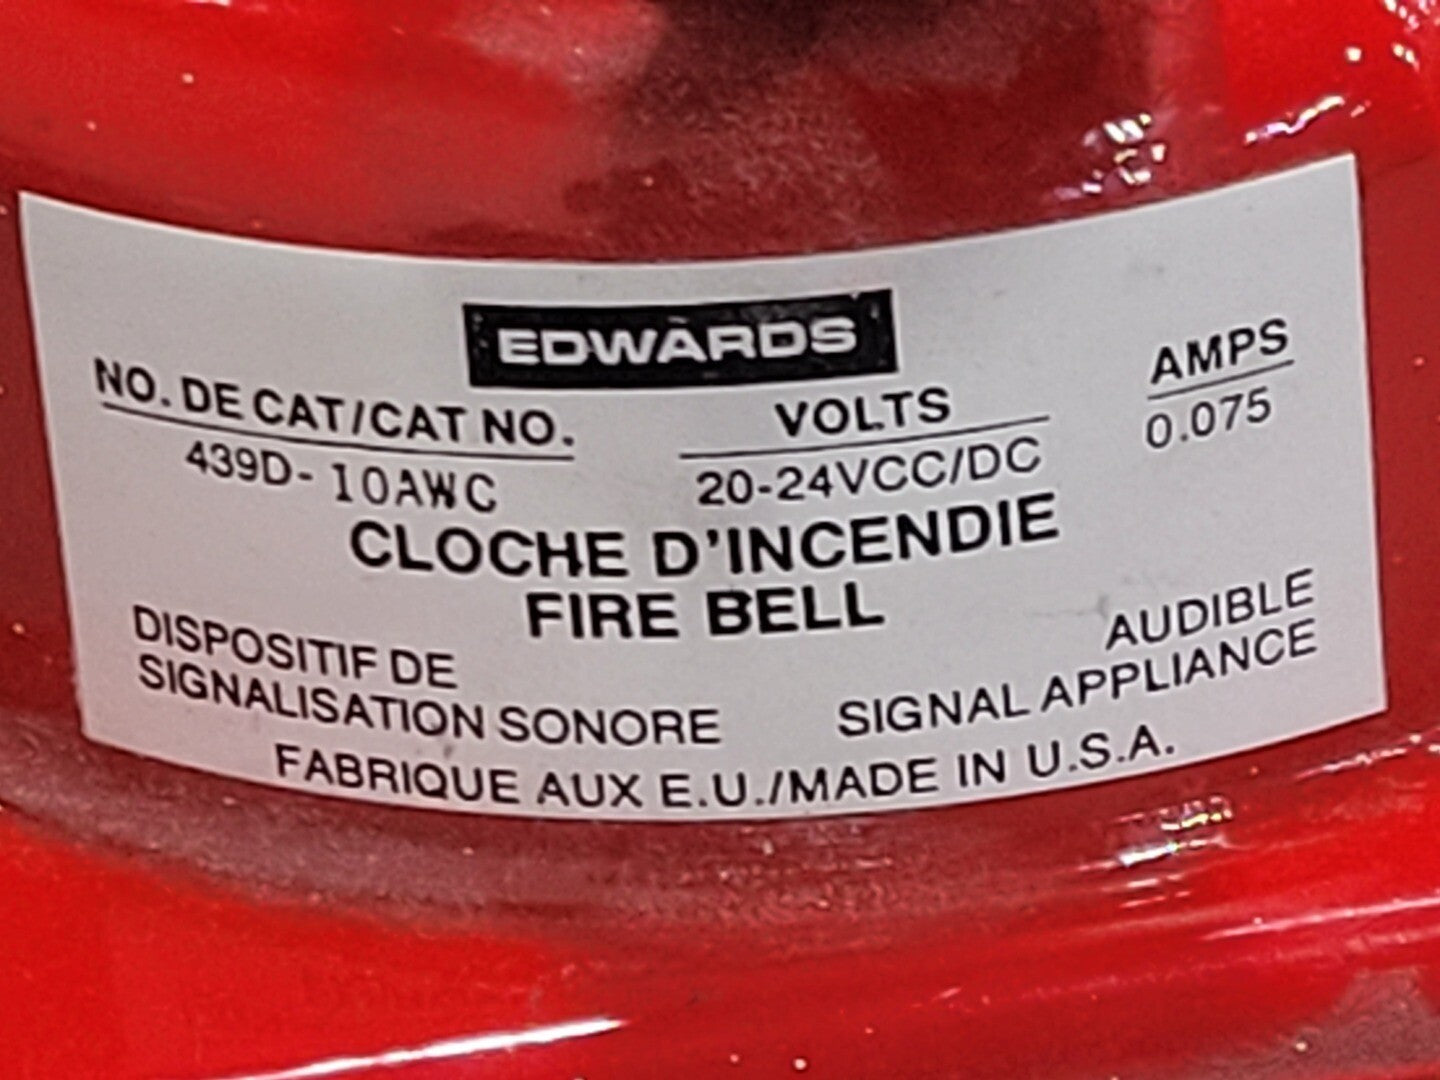 EDWARDS
NO. DE CAT/CAT NO.
439D-10AWC
VOLTS
20-24VCC/DC
AMPS
0.075
CLOCHE D'INCENDIE
FIRE BELL
DISPOSITIF DE
SIGNALISATION SONORE
AUDIBLE
SIGNAL APPLIANCE
FABRIQUE AUX E.U./MADE IN U.S.A.